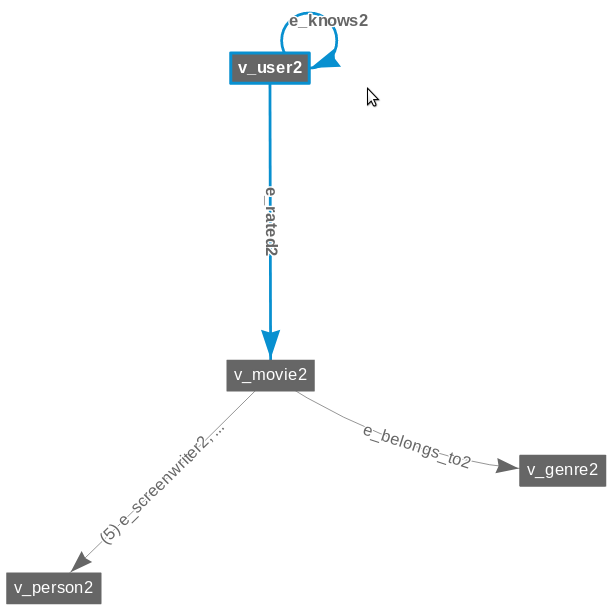 e_knows2
v_user2
e_rated2
v_movie2
e_belongs_to2
(5) e_screenwriter2, ...
v_genre2
v_person2